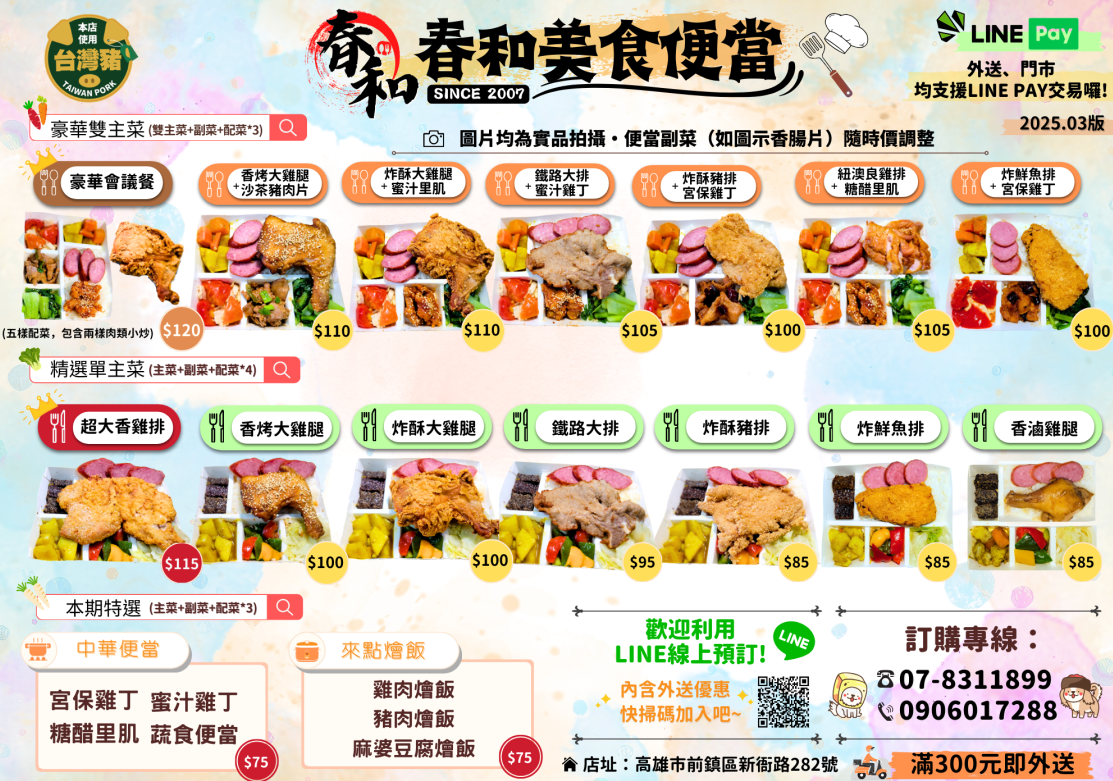 本店
使用
台灣豬
TAIWAN PORK
春和
春和美食便當
SINCE 2007
LINE Pay
外送、門市
均支援LINE PAY交易囉!
2025.03版
豪華雙主菜 (雙主菜+副菜+配菜*3)
圖片均為實品拍攝・便當副菜（如圖示香腸片）隨時價調整
豪華會議餐
香烤大雞腿
+沙茶豬肉片
炸酥大雞腿
+ 蜜汁里肌
鐵路大排
+ 蜜汁雞丁
炸酥豬排
+ 宮保雞丁
紐澳良雞排
+ 糖醋里肌
炸鮮魚排
+ 宮保雞丁
(五樣配菜，包含兩樣肉類小炒)
$120
$110
$110
$105
$100
$105
$100
精選單主菜 (主菜+副菜+配菜*4)
超大香雞排
香烤大雞腿
炸酥大雞腿
鐵路大排
炸酥豬排
炸鮮魚排
香滷雞腿
$115
$100
$100
$95
$85
$85
$85
本期特選 (主菜+副菜+配菜*3)
中華便當
宮保雞丁 蜜汁雞丁
糖醋里肌 蔬食便當
$75
來點燴飯
雞肉燴飯
豬肉燴飯
麻婆豆腐燴飯
$75
歡迎利用
LINE線上預訂!
LINE
內含外送優惠
快掃碼加入吧~
訂購專線：
07-8311899
0906017288
店址：高雄市前鎮區新衙路282號
滿300元即外送